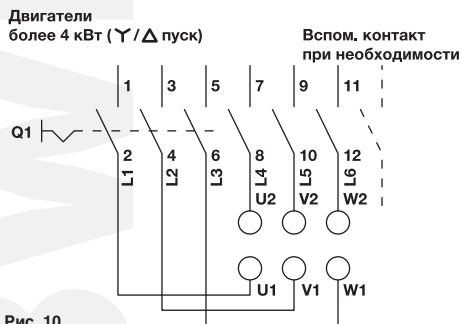 Двигатели
более 4 кВт (Y/Δ пуск)
Вспом. контакт
при необходимости
1 3 5 7 9 11
Q1
2 4 6 8 10 12
L1 L2 L3 L4 L5 L6
U2 V2 W2
U1 V1 W1
Рис. 10